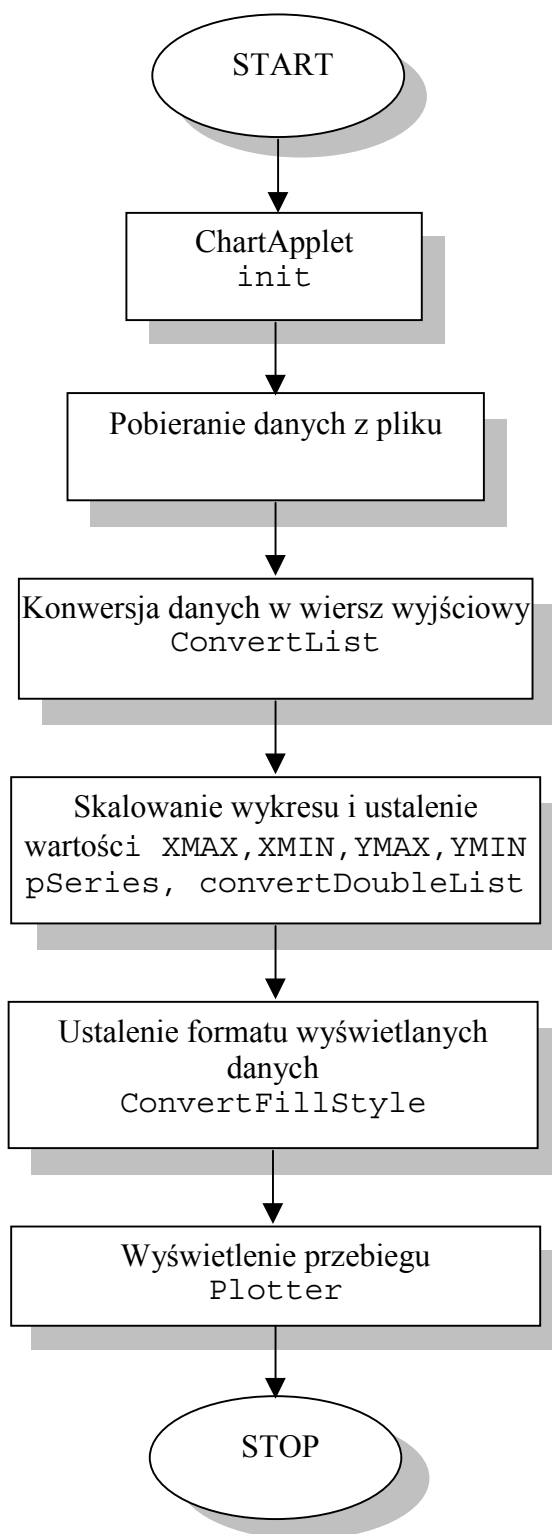 START
ChartApplet
init
Pobieranie danych z pliku
Konwersja danych w wiersz wyjściowy
ConvertList
Skalowanie wykresu i ustalenie
wartości XMAX,XMIN,YMAX,YMIN
pSeries, convertDoubleList
Ustalenie formatu wyświetlanych
danych
ConvertFillStyle
Wyświetlenie przebiegu
Plotter
STOP